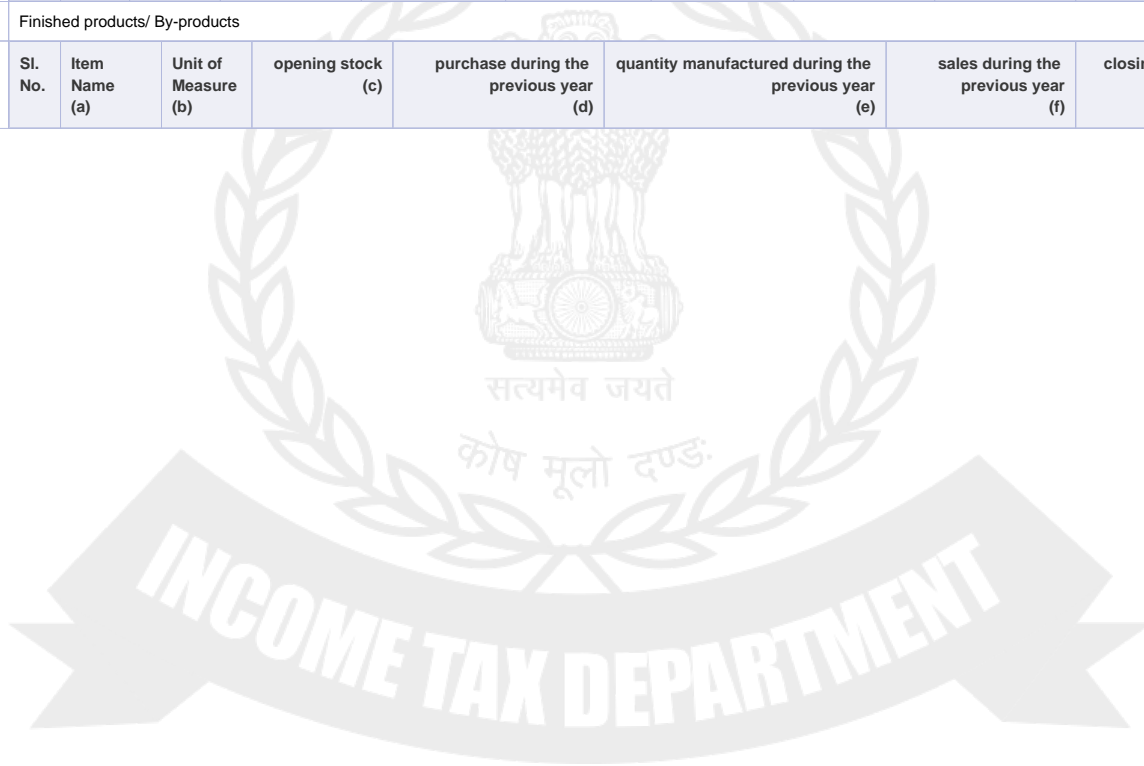 Finished products/ By-products
Sl. No.
Item Name (a)
Unit of Measure (b)
opening stock (c)
purchase during the previous year (d)
quantity manufactured during the previous year (e)
sales during the previous year (f)
सत्यमेव जयते
कोष मूलो दण्डः
INCOME TAX DEPARTMENT